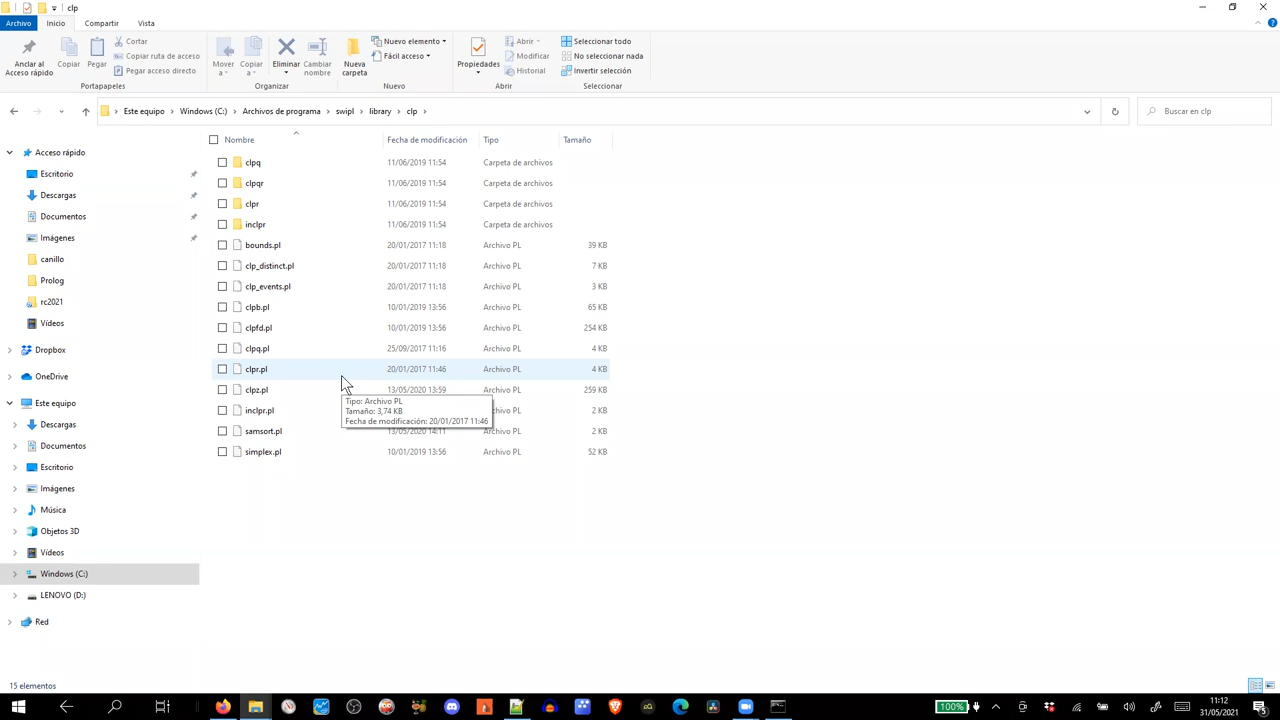 clp
Archivo Inicio Compartir Vista
Anclar al Acceso rápido
Copiar
Pegar
Cortar
Copiar ruta de acceso
Pegar acceso directo
Portapapeles
Mover a
Copiar a
Eliminar
Cambiar nombre
Organizar
Nueva carpeta
Nuevo elemento
Fácil acceso
Nuevo
Propiedades
Abrir
Modificar
Historial
Abrir
Seleccionar todo
No seleccionar nada
Invertir selección
Seleccionar
Este equipo > Windows (C:) > Archivos de programa > swipl > library > clp >
Buscar en clp
Nombre Fecha de modificación Tipo Tamaño
clpq 11/06/2019 11:54 Carpeta de archivos
clpqr 11/06/2019 11:54 Carpeta de archivos
clpr 11/06/2019 11:54 Carpeta de archivos
inclpr 11/06/2019 11:54 Carpeta de archivos
bounds.pl 20/01/2017 11:18 Archivo PL 39 KB
clp_distinct.pl 20/01/2017 11:18 Archivo PL 7 KB
clp_events.pl 20/01/2017 11:18 Archivo PL 3 KB
clpb.pl 10/01/2019 13:56 Archivo PL 65 KB
clpfd.pl 10/01/2019 13:56 Archivo PL 254 KB
clpq.pl 25/09/2017 11:16 Archivo PL 4 KB
clpr.pl 20/01/2017 11:46 Archivo PL 4 KB
clpz.pl 13/05/2020 13:59 Archivo PL 259 KB
inclpr.pl chivo PL 2 KB
samsort.pl 13/05/2020 14:11 Archivo PL 2 KB
simplex.pl 10/01/2019 13:56 Archivo PL 52 KB
Tipo: Archivo PL
Tamaño: 3,74 KB
Fecha de modificación: 20/01/2017 11:46
Acceso rápido
Escritorio
Descargas
Documentos
Imágenes
canillo
Prolog
rc2021
Vídeos
Dropbox
OneDrive
Este equipo
Descargas
Documentos
Escritorio
Imágenes
Música
Objetos 3D
Vídeos
Windows (C:)
LENOVO (D:)
Red
15 elementos
100%
11:12
31/05/2021